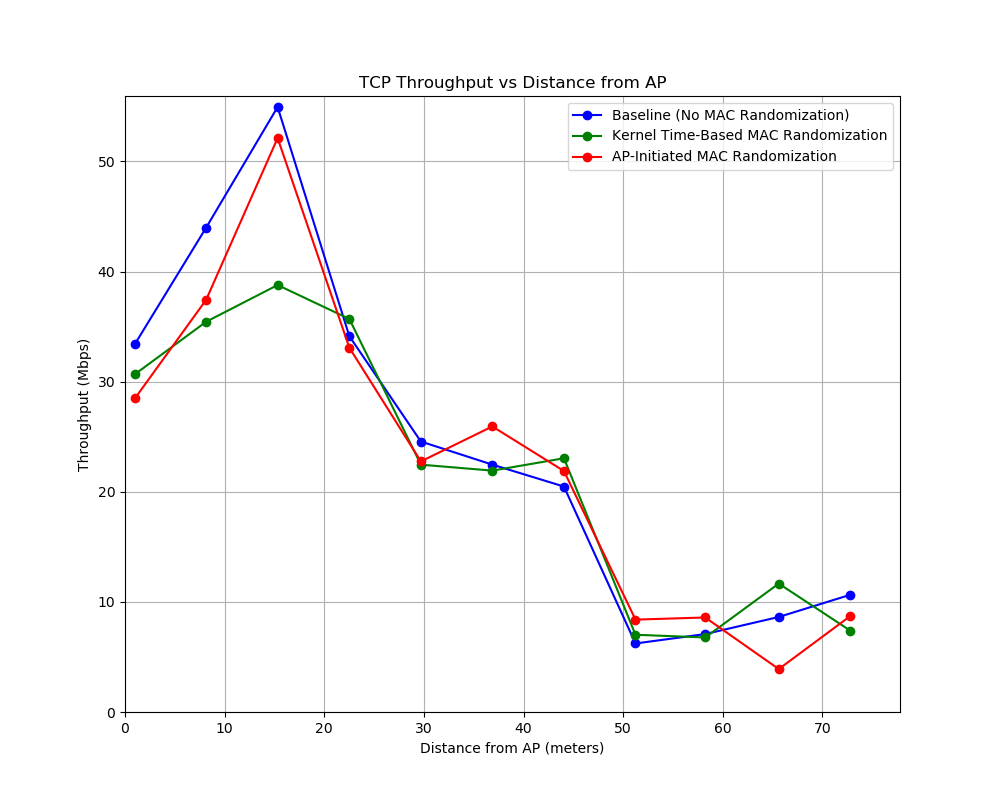 TCP Throughput vs Distance from AP
Baseline (No MAC Randomization)
Kernel Time-Based MAC Randomization
AP-Initiated MAC Randomization
Throughput (Mbps)
50
40
30
20
10
0
0 10 20 30 40 50 60 70
Distance from AP (meters)